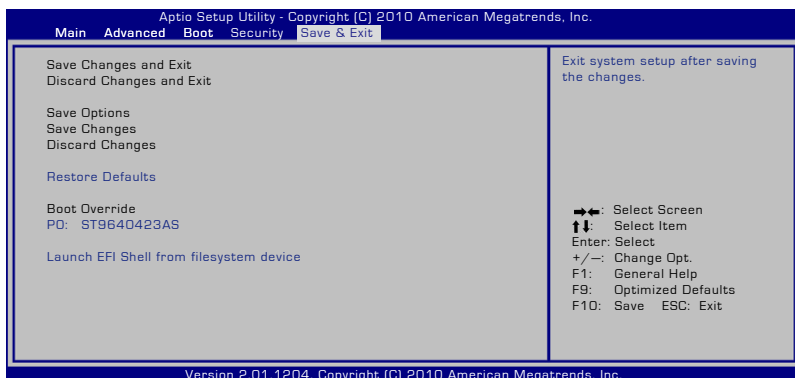 Aptio Setup Utility - Copyright (C) 2010 American Megatrends, Inc.
Main Advanced Boot Security Save & Exit
Save Changes and Exit
Discard Changes and Exit
Save Options
Save Changes
Discard Changes
Restore Defaults
Boot Override
P0: ST9640423AS
Launch EFI Shell from filesystem device
Exit system setup after saving
the changes.
→←: Select Screen
↑↓: Select Item
Enter: Select
+/—: Change Opt.
F1: General Help
F9: Optimized Defaults
F10: Save ESC: Exit
Version 2.01.1204. Copyright (C) 2010 American Megatrends, Inc.